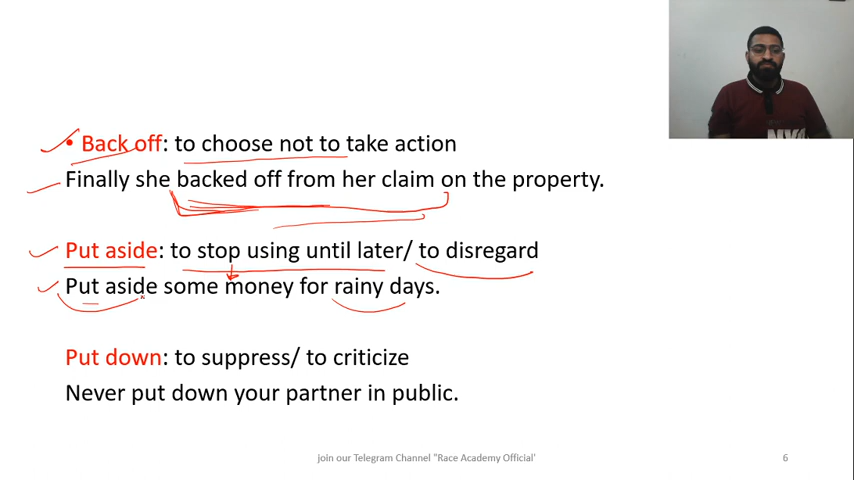 • Back off: to choose not to take action
Finally she backed off from her claim on the property.
Put aside: to stop using until later/ to disregard
Put aside some money for rainy days.
Put down: to suppress/ to criticize
Never put down your partner in public.
join our Telegram Channel "Race Academy Official'
6